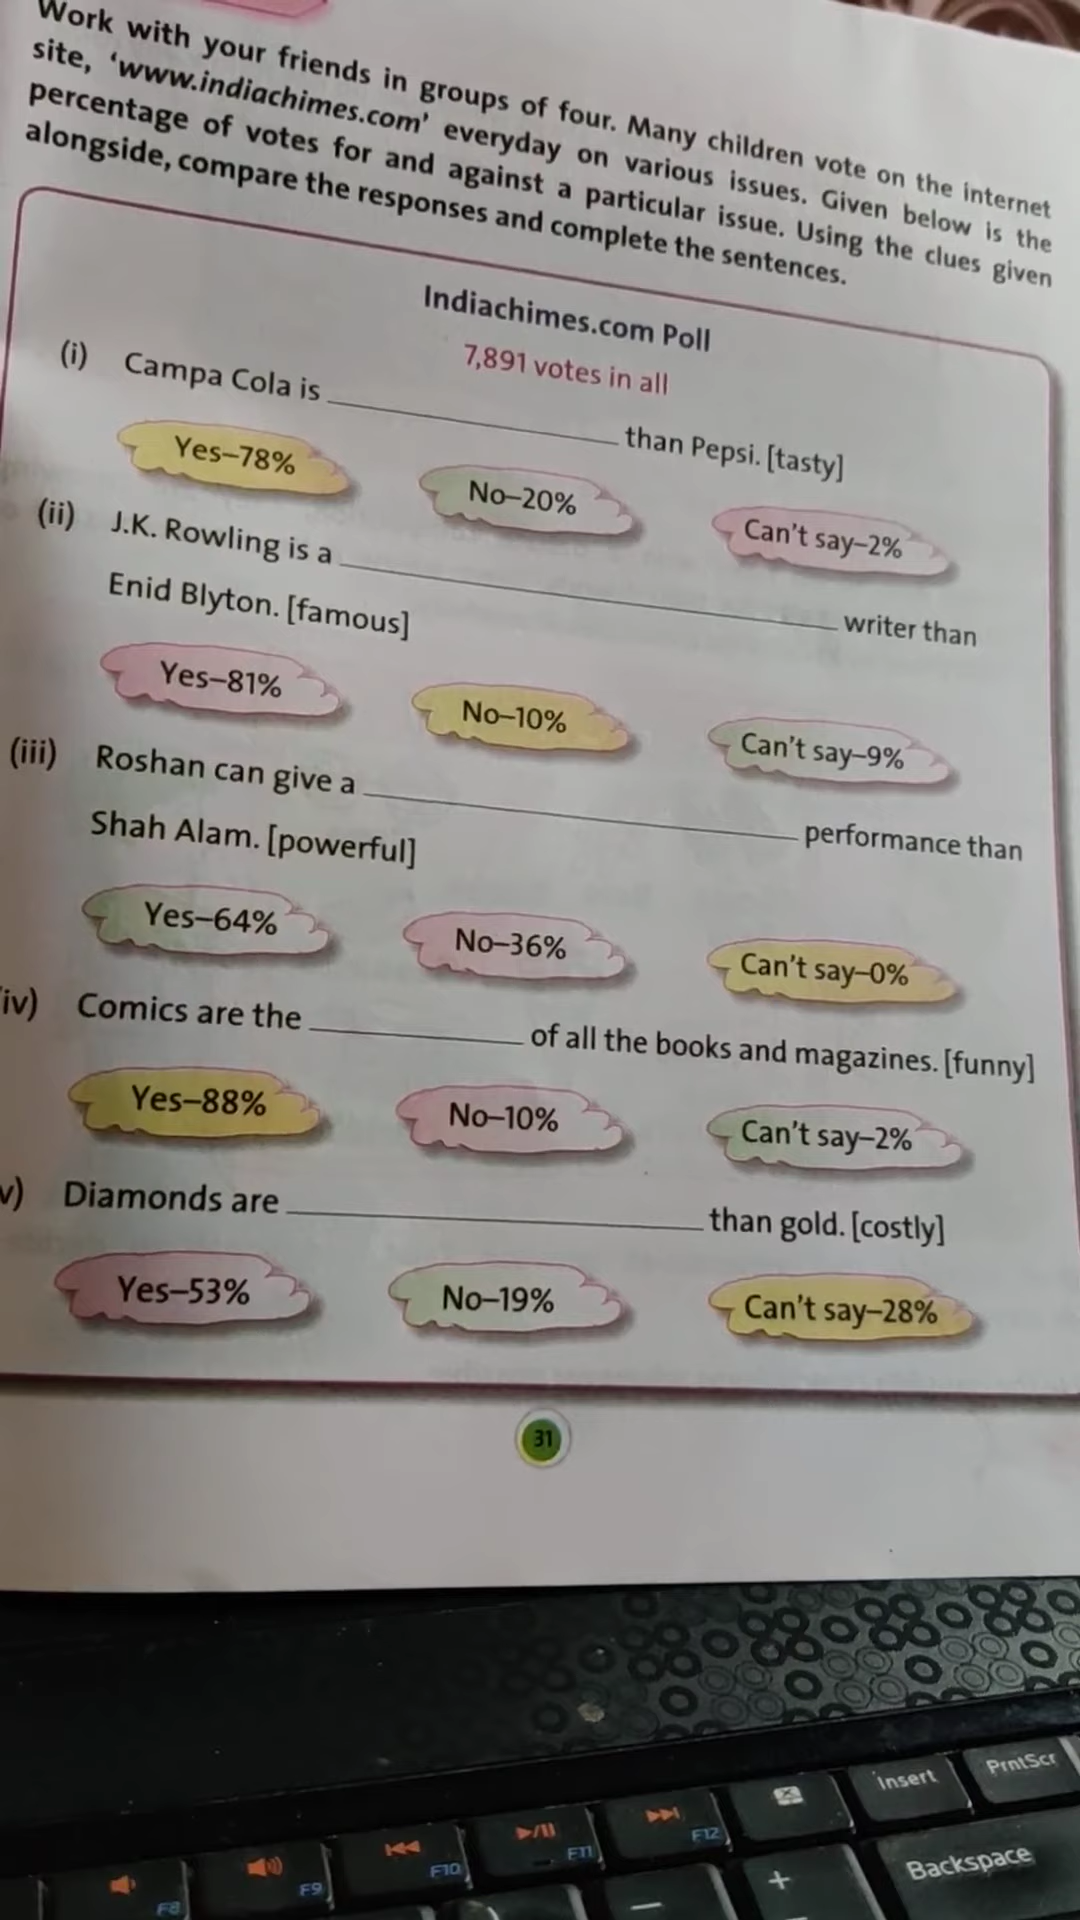 Work with your friends in groups of four. Many children vote on the internet
site, ‘www.indiachimes.com’ everyday on various issues. Given below is the
percentage of votes for and against a particular issue. Using the clues given
alongside, compare the responses and complete the sentences.
Indiachimes.com Poll
7,891 votes in all
(i) Campa Cola is ____________ than Pepsi. [tasty]
Yes–78% No–20% Can't say–2%
(ii) J.K. Rowling is a ____________ writer than
Enid Blyton. [famous]
Yes–81% No–10% Can't say–9%
(iii) Roshan can give a ____________ performance than
Shah Alam. [powerful]
Yes–64% No–36% Can't say–0%
iv) Comics are the ____________ of all the books and magazines. [funny]
Yes–88% No–10% Can't say–2%
v) Diamonds are ____________ than gold. [costly]
Yes–53% No–19% Can't say–28%
31
Insert PrntScr
F8 F9 F10 F11 F12
Backspace